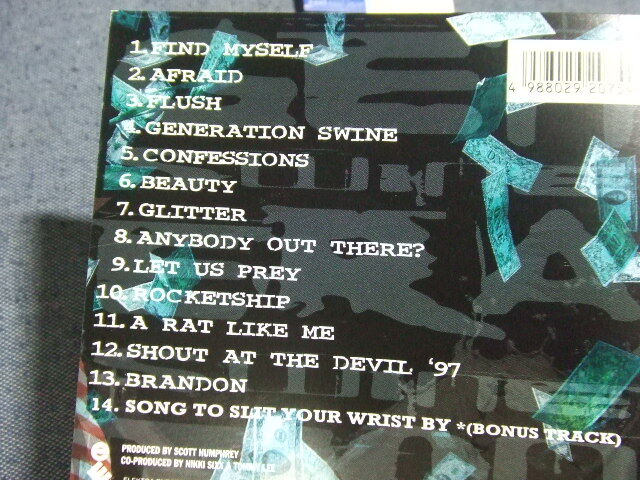 1. FIND MYSELF
2. AFRAID
3. FLUSH
4. GENERATION SWINE
5. CONFESSIONS
6. BEAUTY
7. GLITTER
8. ANYBODY OUT THERE?
9. LET US PREY
10. ROCKETSHIP
11. A RAT LIKE ME
12. SHOUT AT THE DEVIL '97
13. BRANDON
14. SONG TO SLIT YOUR WRIST BY *(BONUS TRACK)
4 988029
PRODUCED BY SCOTT HUMPHREY
CO-PRODUCED BY NIKKI SIXX & TOMMY LEE